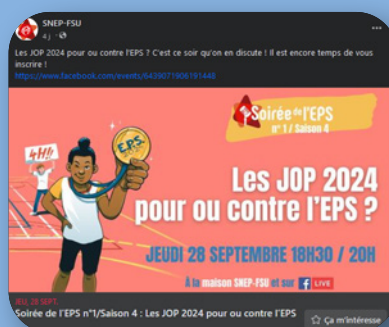 SNEP-FSU
4 j ·
Les JOP 2024 pour ou contre l'EPS ? C'est ce soir qu'on en discute ! Il est encore temps de vous
inscrire !
https://www.facebook.com/events/6439071906191448
Soirée de l'EPS
n°1 / Saison 4
4H!!
E.P.S.
Les JOP 2024
pour ou contre l'EPS ?
JEUDI 28 SEPTEMBRE 18H30 / 20H
À la maison SNEP-FSU et sur f LIVE
JEU. 28 SEPT.
Soirée de l'EPS n°1/Saison 4 : Les JOP 2024 pour ou contre l'EPS
Ça m'intéresse